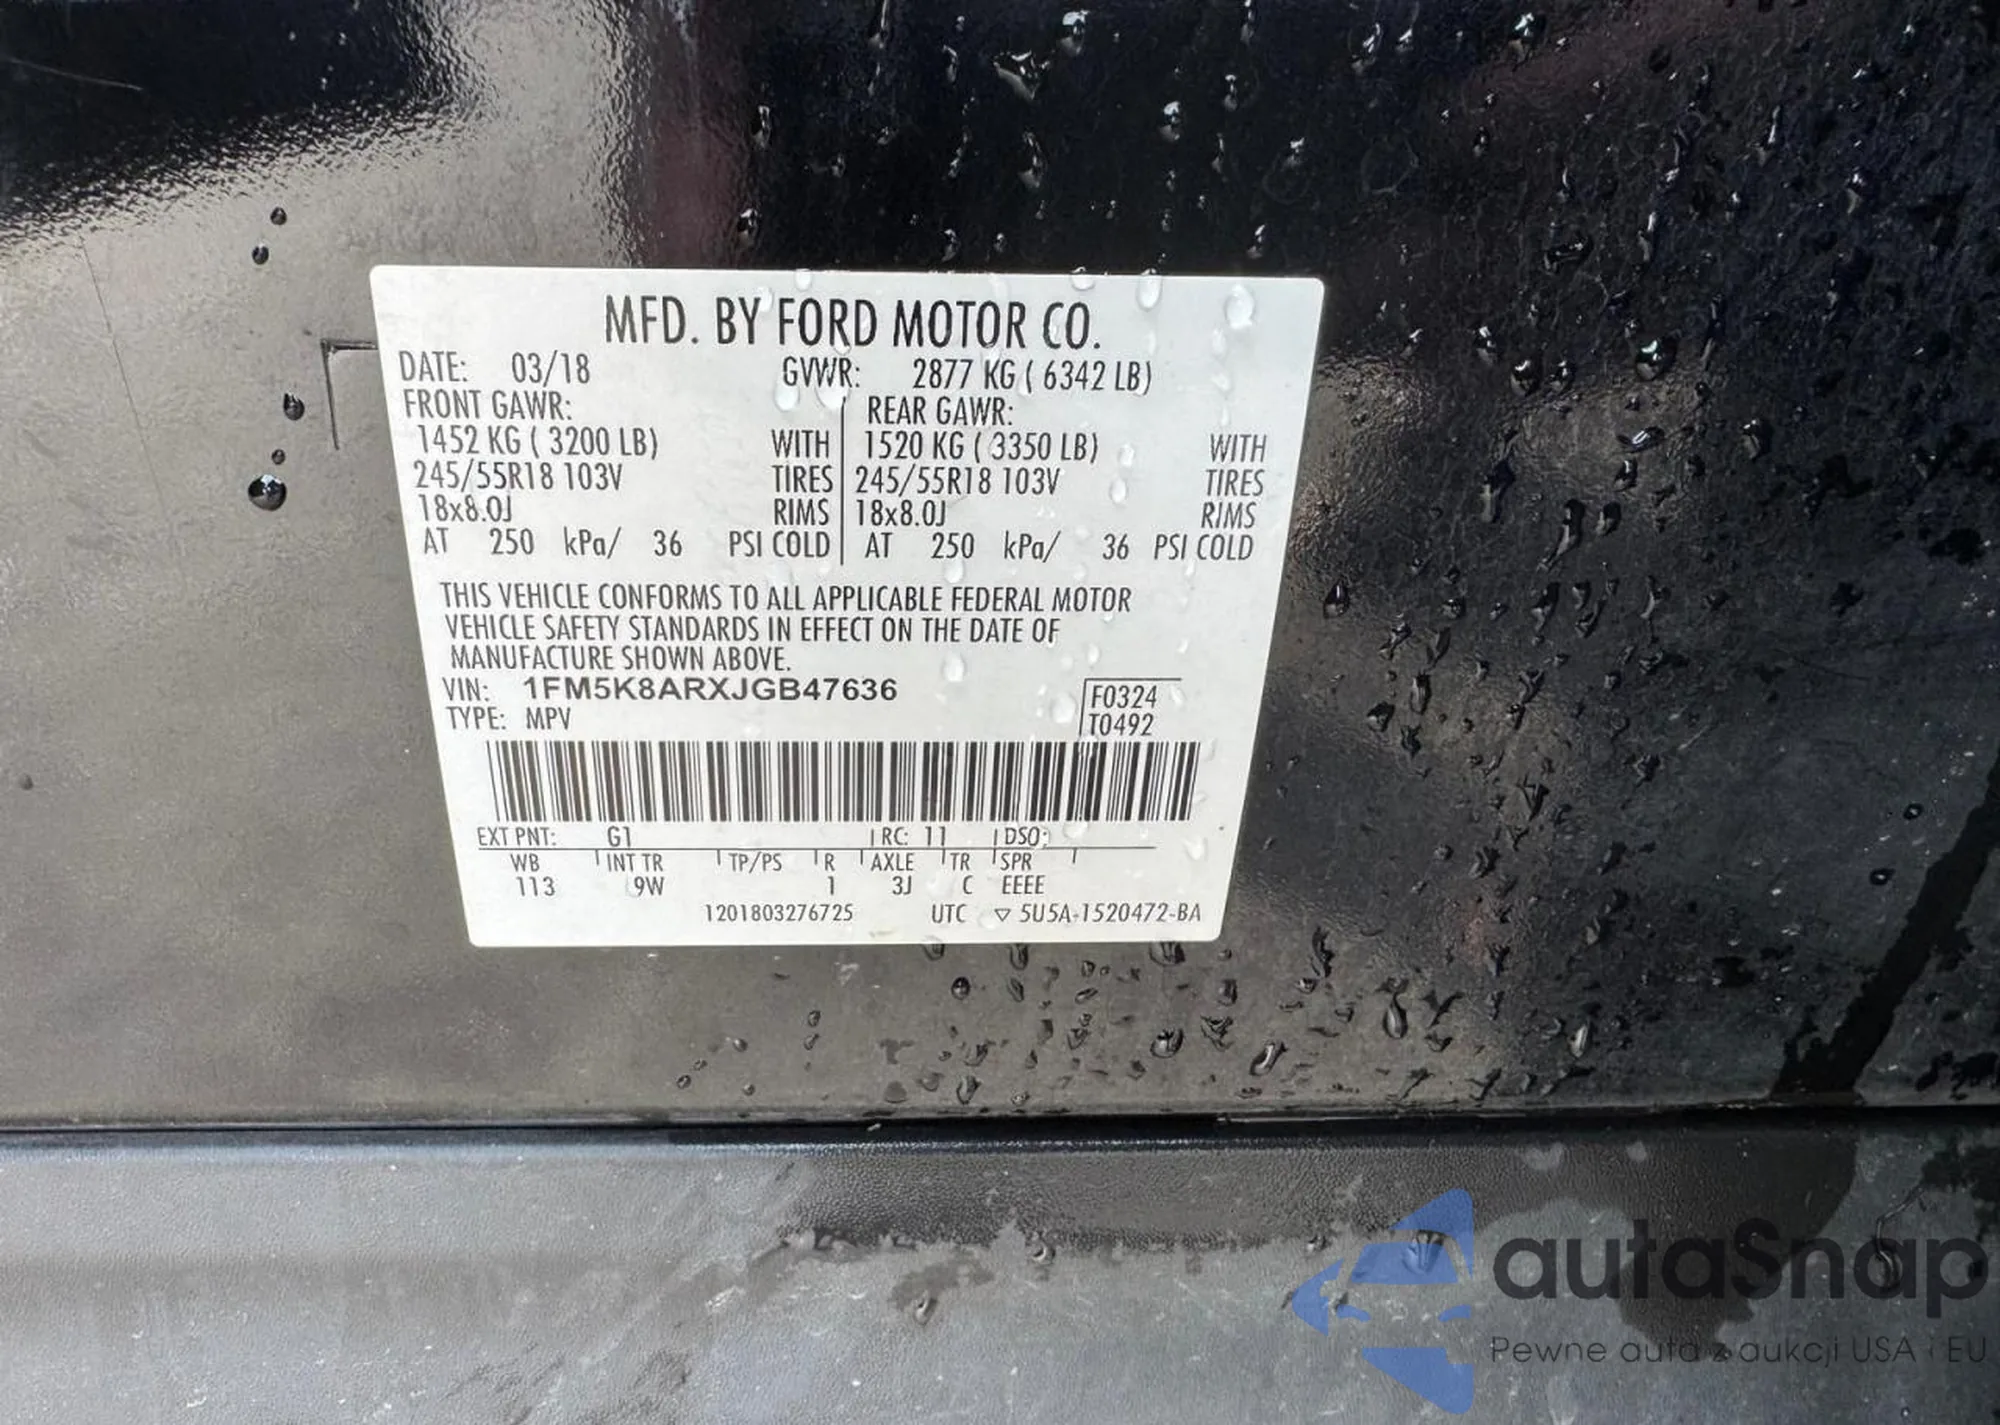 MFD. BY FORD MOTOR CO.
DATE: 03/18 GVWR: 2877 KG ( 6342 LB)
FRONT GAWR: REAR GAWR:
1452 KG ( 3200 LB) WITH 1520 KG ( 3350 LB) WITH
245/55R18 103V TIRES 245/55R18 103V TIRES
18x8.0J RIMS 18x8.0J RIMS
AT 250 kPa/ 36 PSI COLD AT 250 kPa/ 36 PSI COLD
THIS VEHICLE CONFORMS TO ALL APPLICABLE FEDERAL MOTOR
VEHICLE SAFETY STANDARDS IN EFFECT ON THE DATE OF
MANUFACTURE SHOWN ABOVE.
VIN: 1FM5K8ARXJGB47636 F0324
TYPE: MPV T0492
EXT PNT: G1 RC: 11 DSO:
WB INT TR TP/PS R AXLE TR SPR
113 9W 1 3J C EEEE
1201803276725 UTC ▽ 5U5A-1520472-BA
autaSnap
Pewne auta z aukcji USA i EU